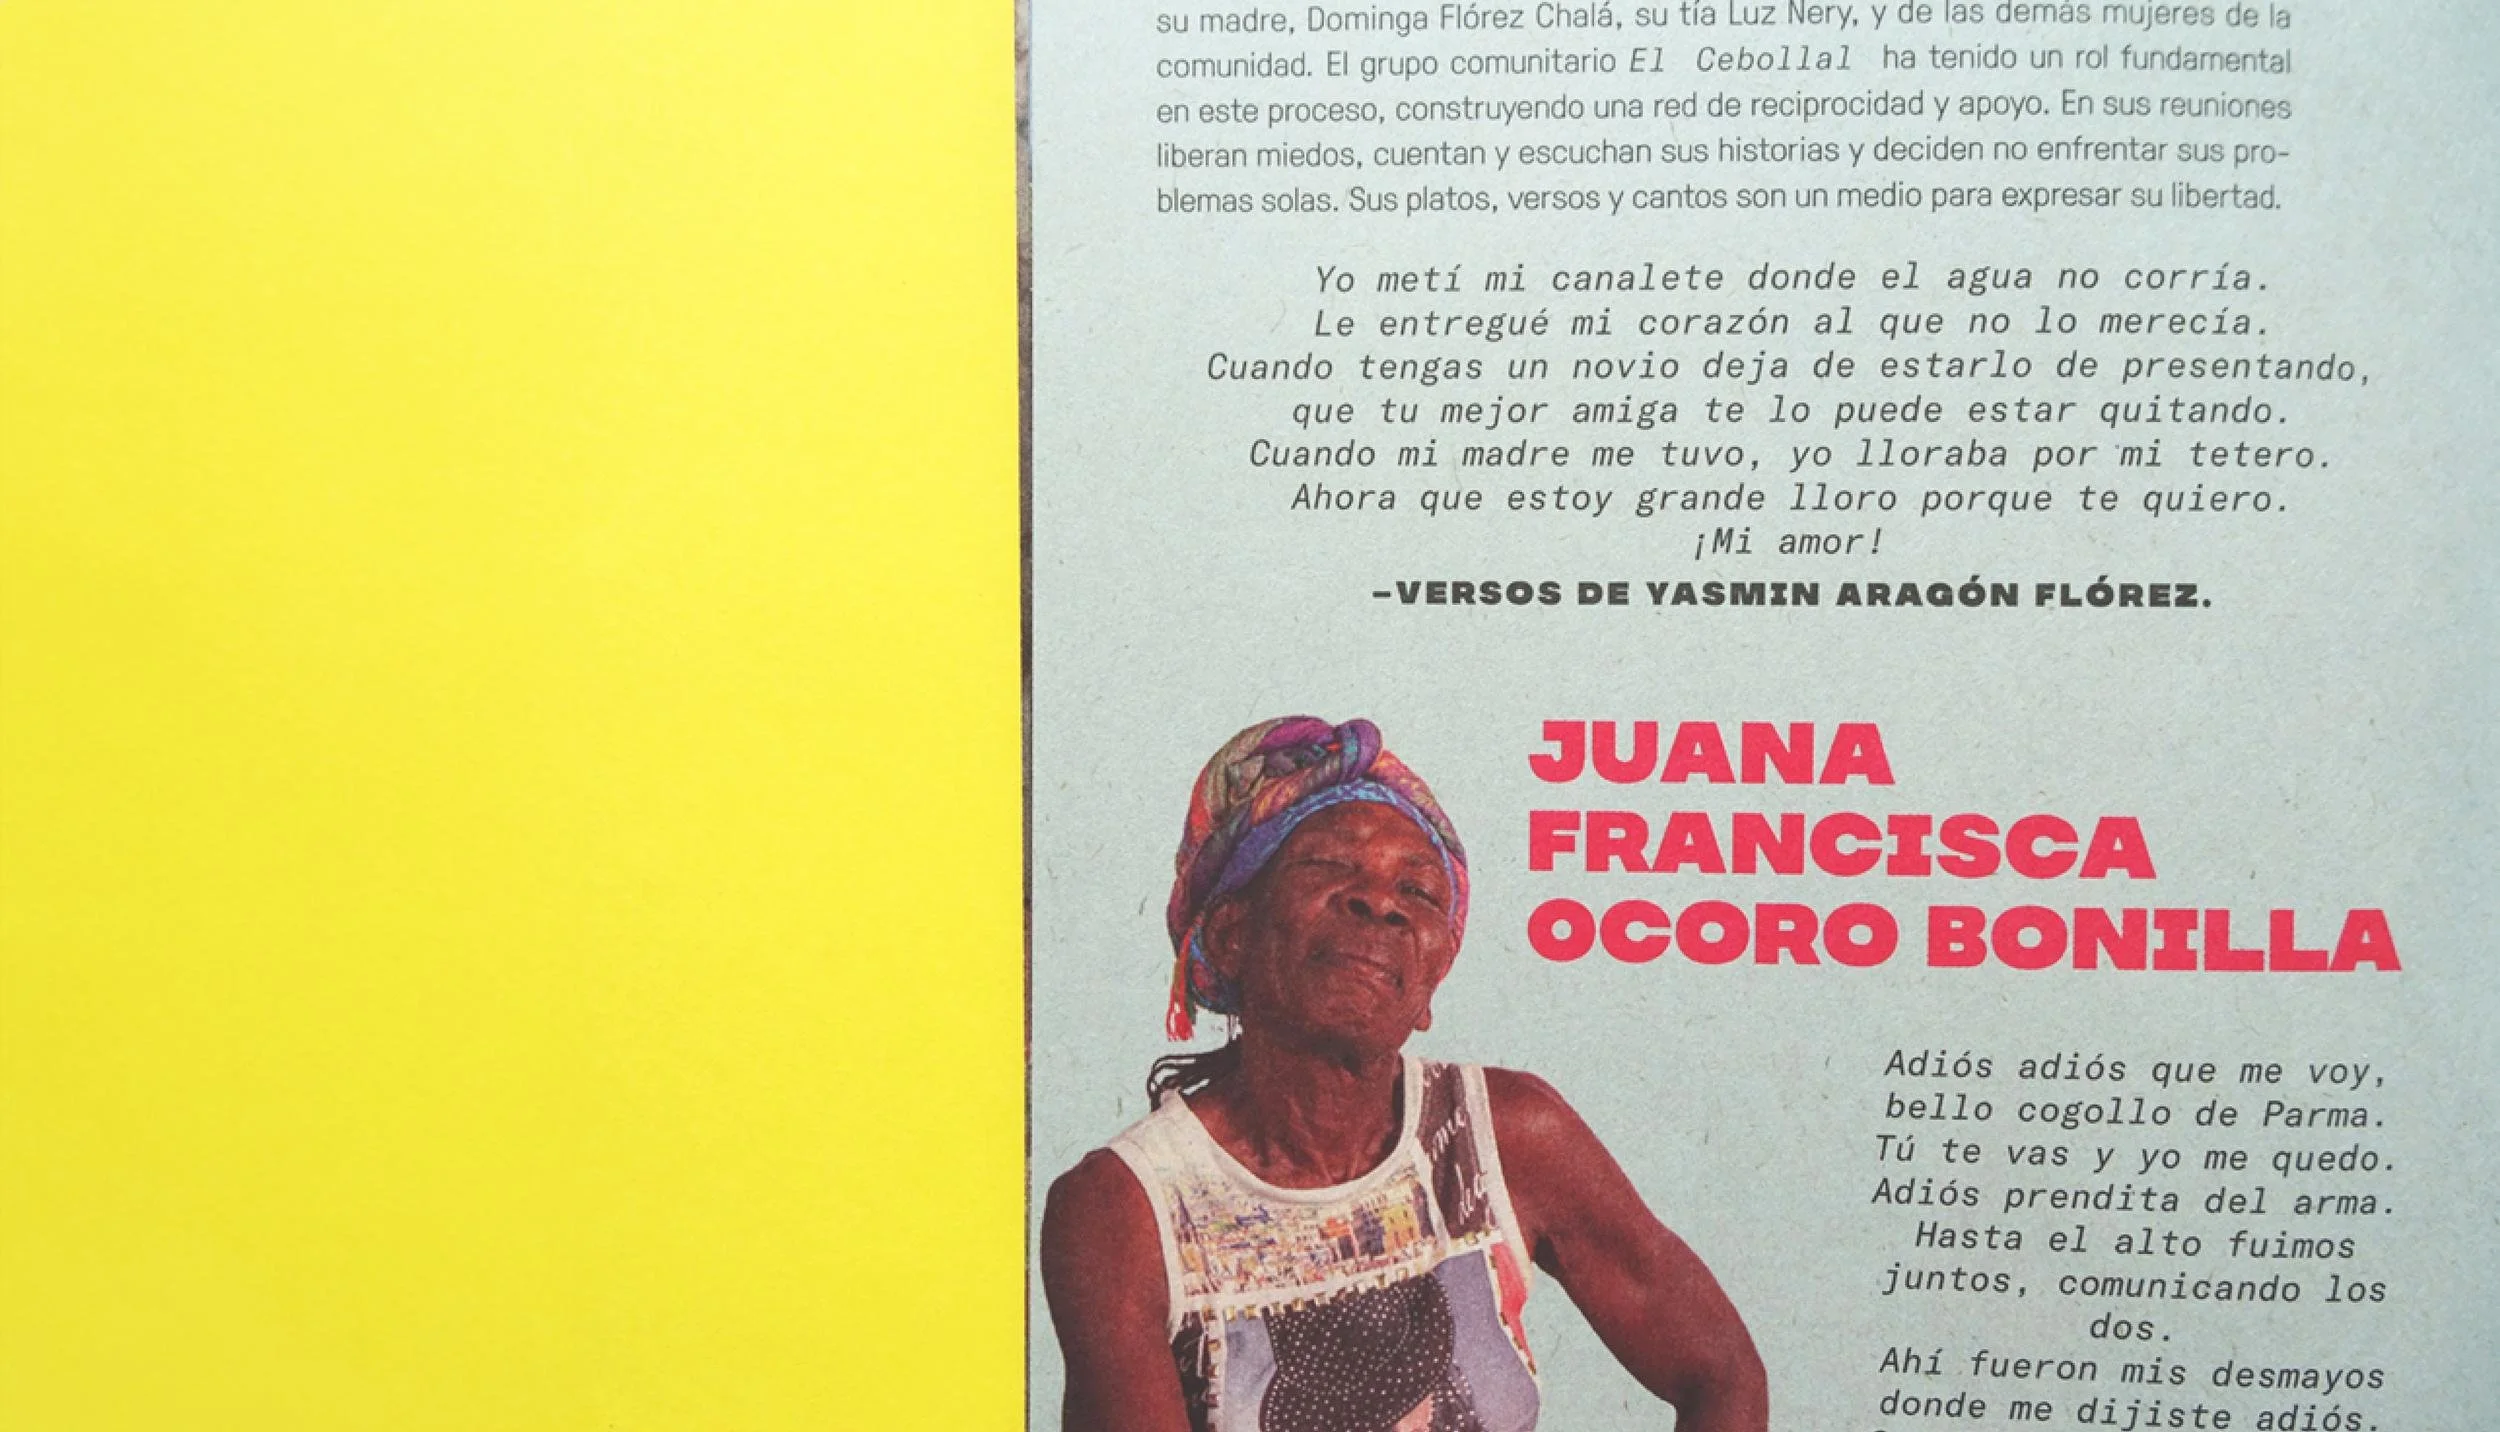 su madre, Dominga Flórez Chalá, su tía Luz Nery, y de las demás mujeres de la
comunidad. El grupo comunitario El Cebollal ha tenido un rol fundamental
en este proceso, construyendo una red de reciprocidad y apoyo. En sus reuniones
liberan miedos, cuentan y escuchan sus historias y deciden no enfrentar sus pro-
blemas solas. Sus platos, versos y cantos son un medio para expresar su libertad.
Yo metí mi canalete donde el agua no corría.
Le entregué mi corazón al que no lo merecía.
Cuando tengas un novio deja de estarlo de presentando,
que tu mejor amiga te lo puede estar quitando.
Cuando mi madre me tuvo, yo lloraba por mi tetero.
Ahora que estoy grande lloro porque te quiero.
¡Mi amor!
–VERSOS DE YASMIN ARAGÓN FLÓREZ.
JUANA
FRANCISCA
OCORO BONILLA
Adiós adiós que me voy,
bello cogollo de Parma.
Tú te vas y yo me quedo.
Adiós prendita del arma.
Hasta el alto fuimos
juntos, comunicando los
dos.
Ahí fueron mis desmayos
donde me dijiste adiós.